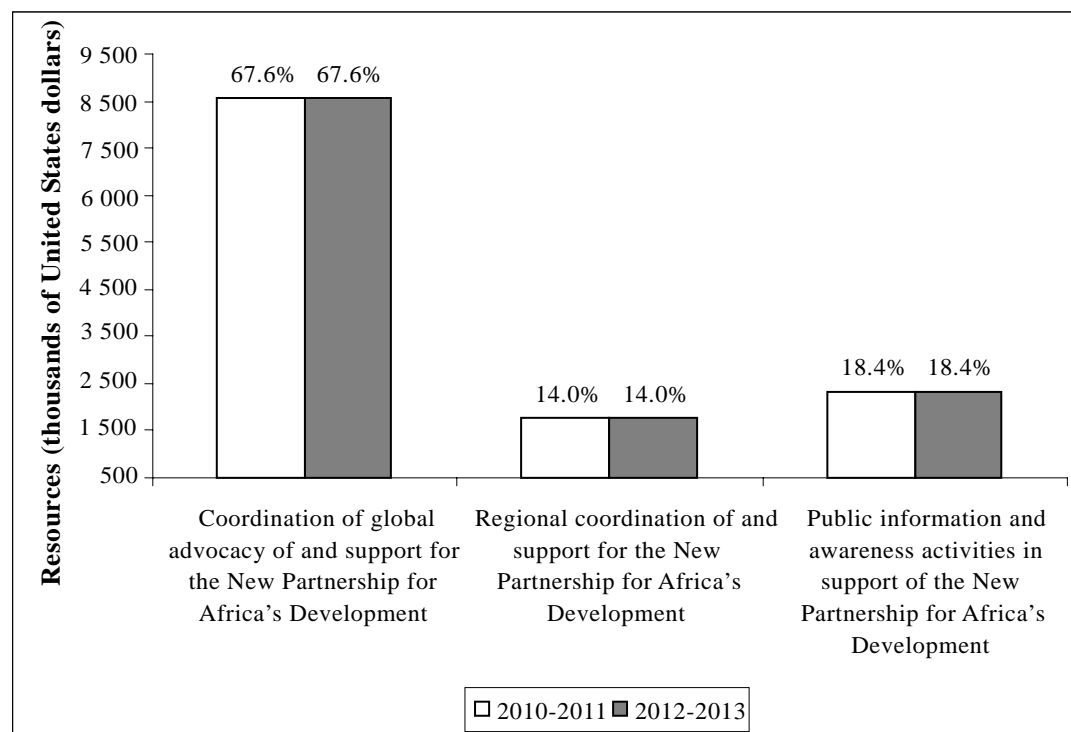 Resources (thousands of United States dollars)
9 500
8 500
7 500
6 000
5 500
4 500
3 500
2 500
1 500
500
67.6% 67.6%
14.0% 14.0%
18.4% 18.4%
Coordination of global
advocacy of and support for
the New Partnership for
Africa’s Development
Regional coordination of and
support for the New
Partnership for Africa’s
Development
Public information and
awareness activities in
support of the New
Partnership for Africa’s
Development
2010-2011 2012-2013